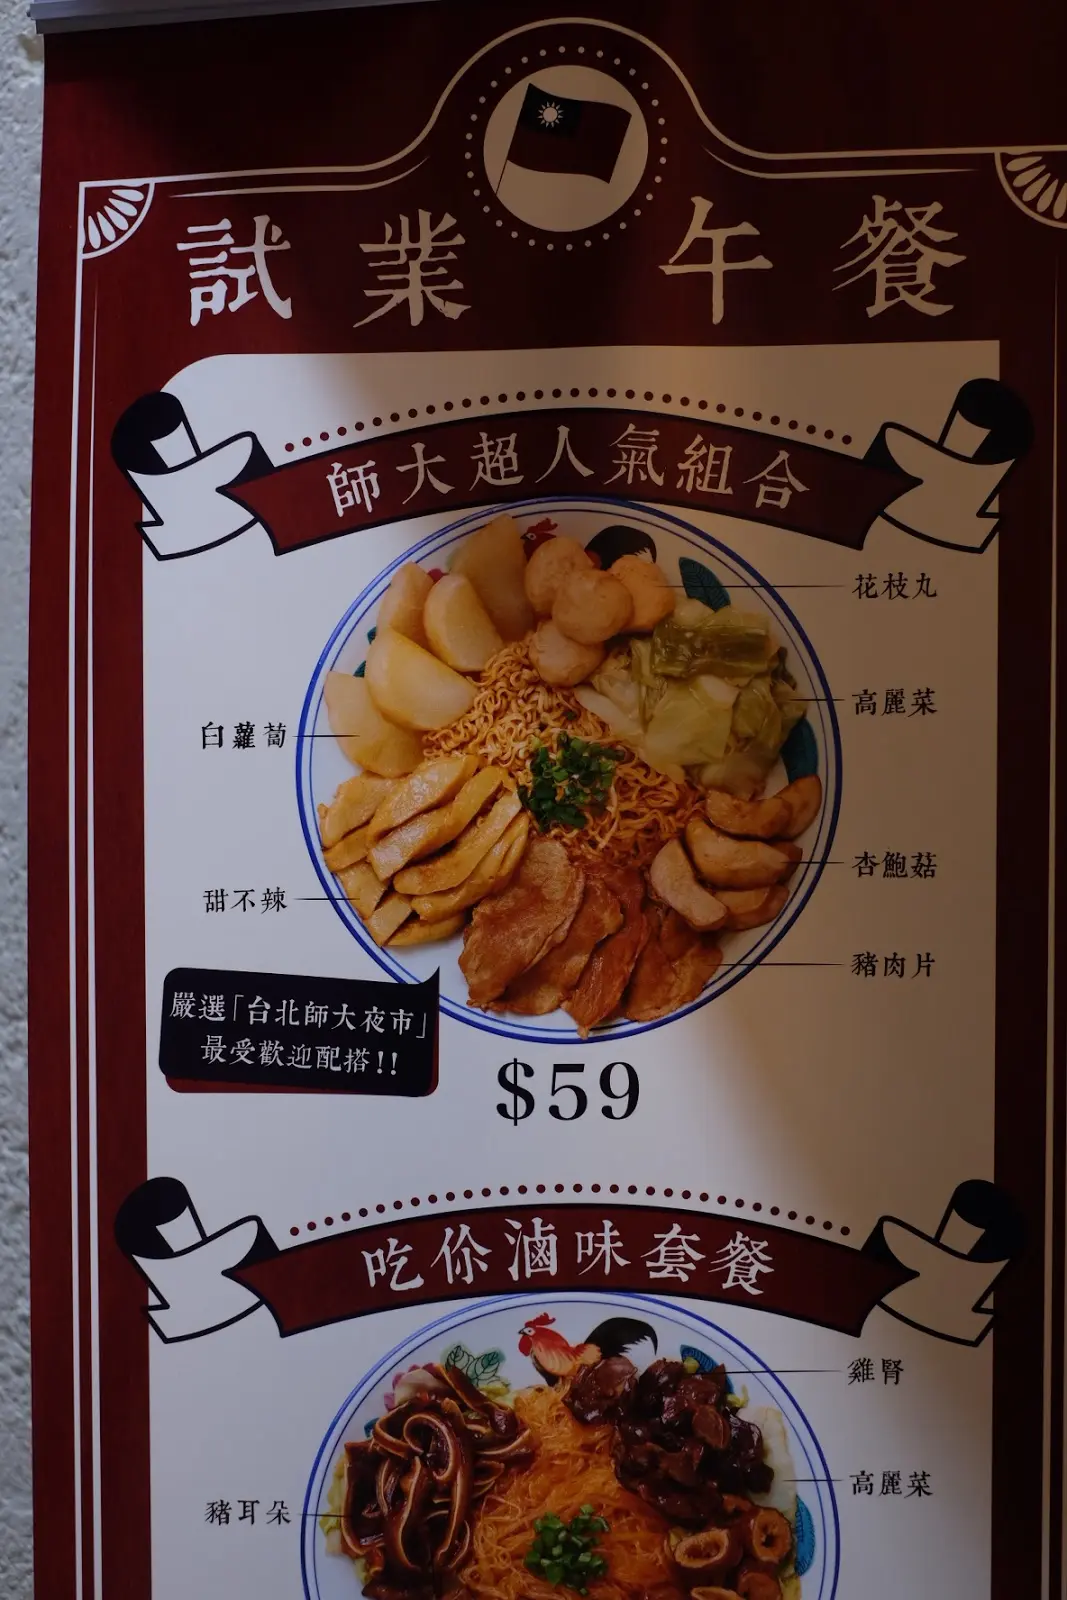 試業午餐
師大超人氣組合
花枝丸
高麗菜
白蘿蔔
杏鮑菇
甜不辣
豬肉片
嚴選「台北師大夜市」
最受歡迎配搭!!
$59
吃你滷味套餐
雞腎
高麗菜
豬耳朵